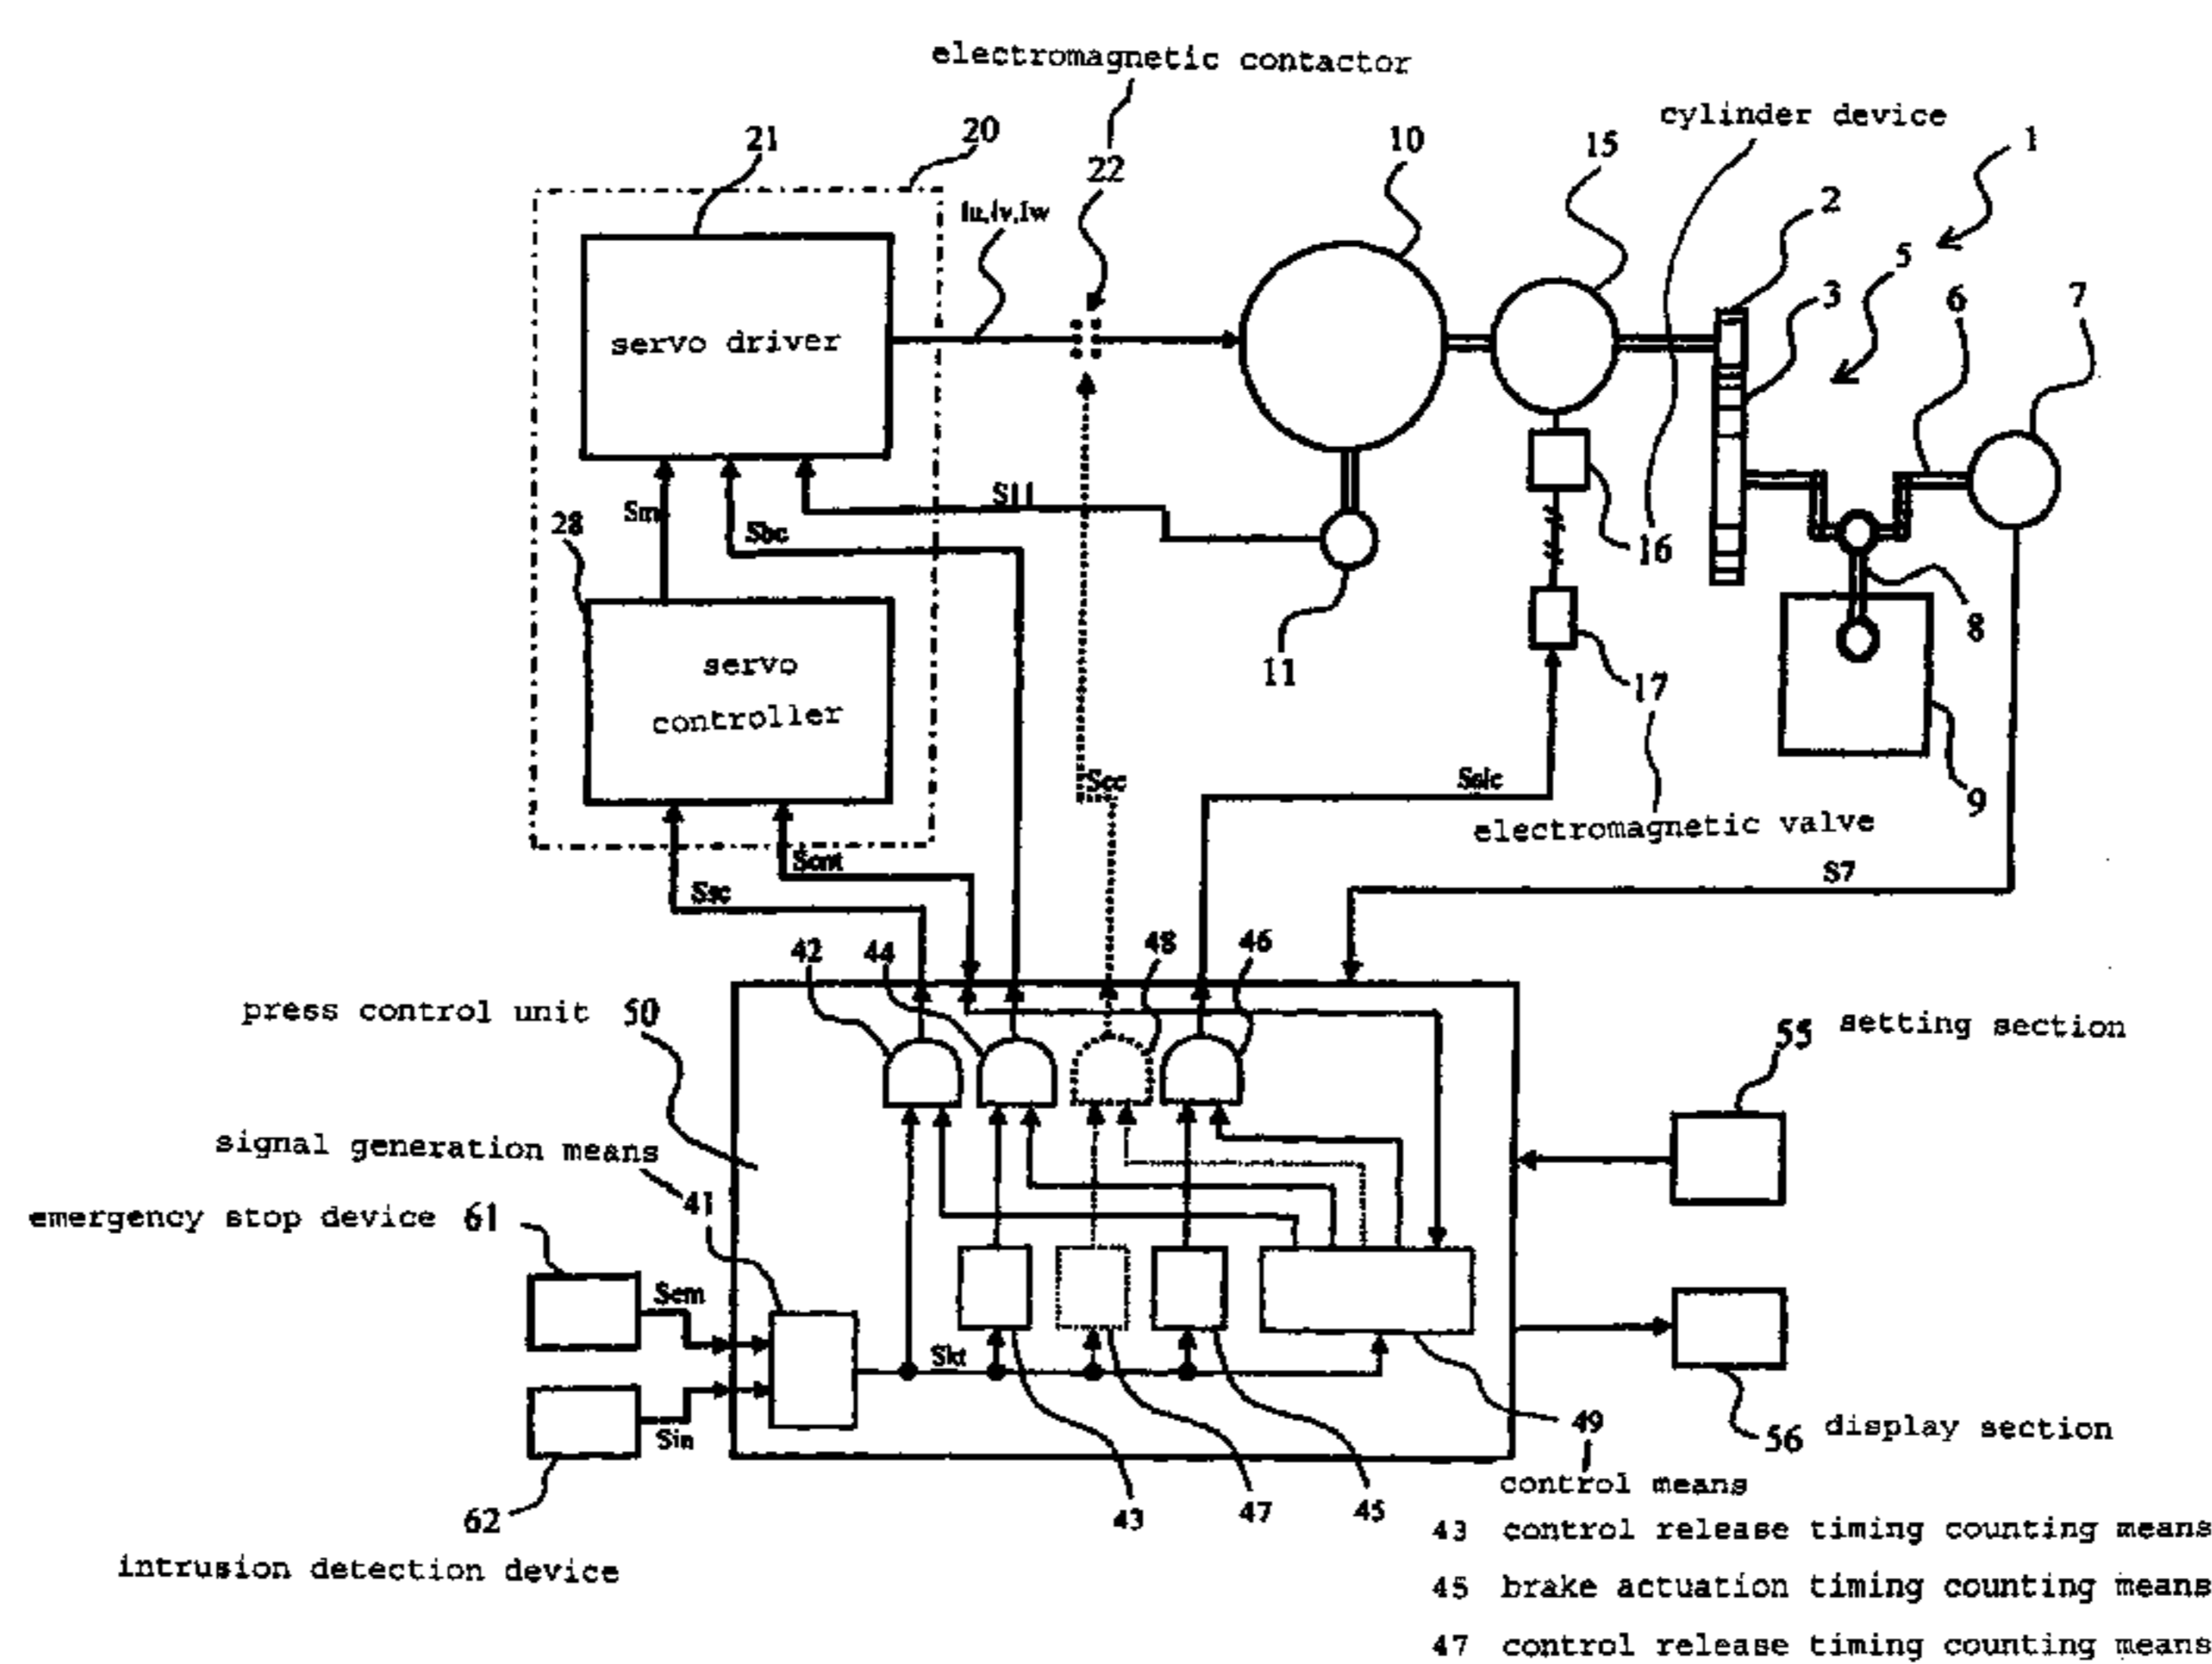 electromagnetic contactor
cylinder device
21
20
22
10
15
1
2
Iu,Iv,Iw
5
3
6
7
servo driver
S11
28
Sbc
16
11
8
servo
controller
17
9
Scc
electromagnetic valve
Scnt
S7
Ssc
42
44
48
46
press control unit 50
55 setting section
signal generation means
41
emergency stop device 61
Sem
Skt
Sin
49
56 display section
62
43
47
45
control means
intrusion detection device
43 control release timing counting means
45 brake actuation timing counting means
47 control release timing counting means